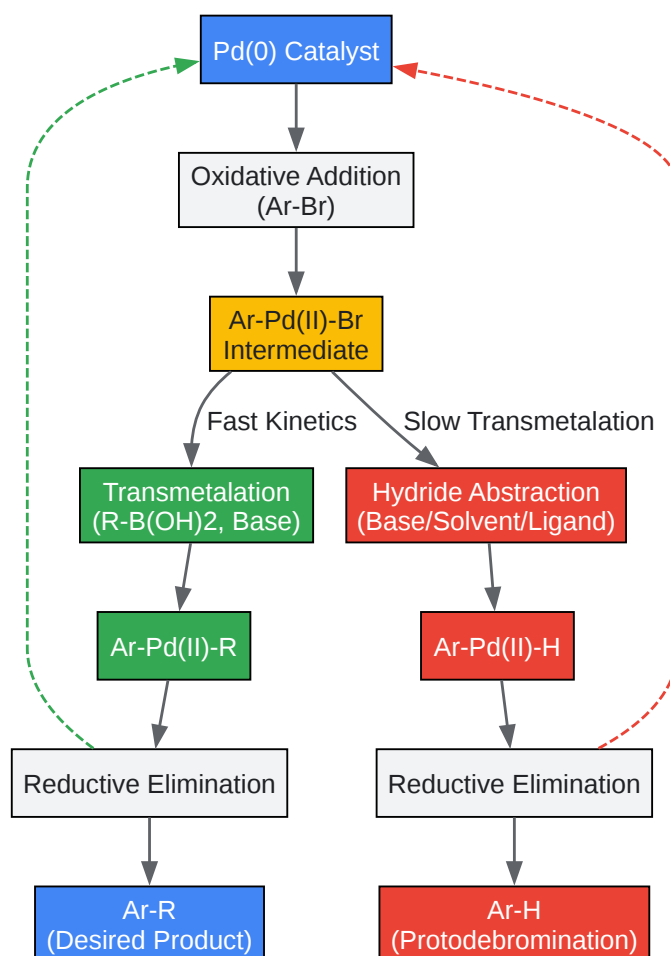 Pd(0) Catalyst
Oxidative Addition
(Ar-Br)
Ar-Pd(II)-Br
Intermediate
Fast Kinetics
Slow Transmetalation
Transmetalation
(R-B(OH)2, Base)
Hydride Abstraction
(Base/Solvent/Ligand)
Ar-Pd(II)-R
Ar-Pd(II)-H
Reductive Elimination
Reductive Elimination
Ar-R
(Desired Product)
Ar-H
(Protodebromination)